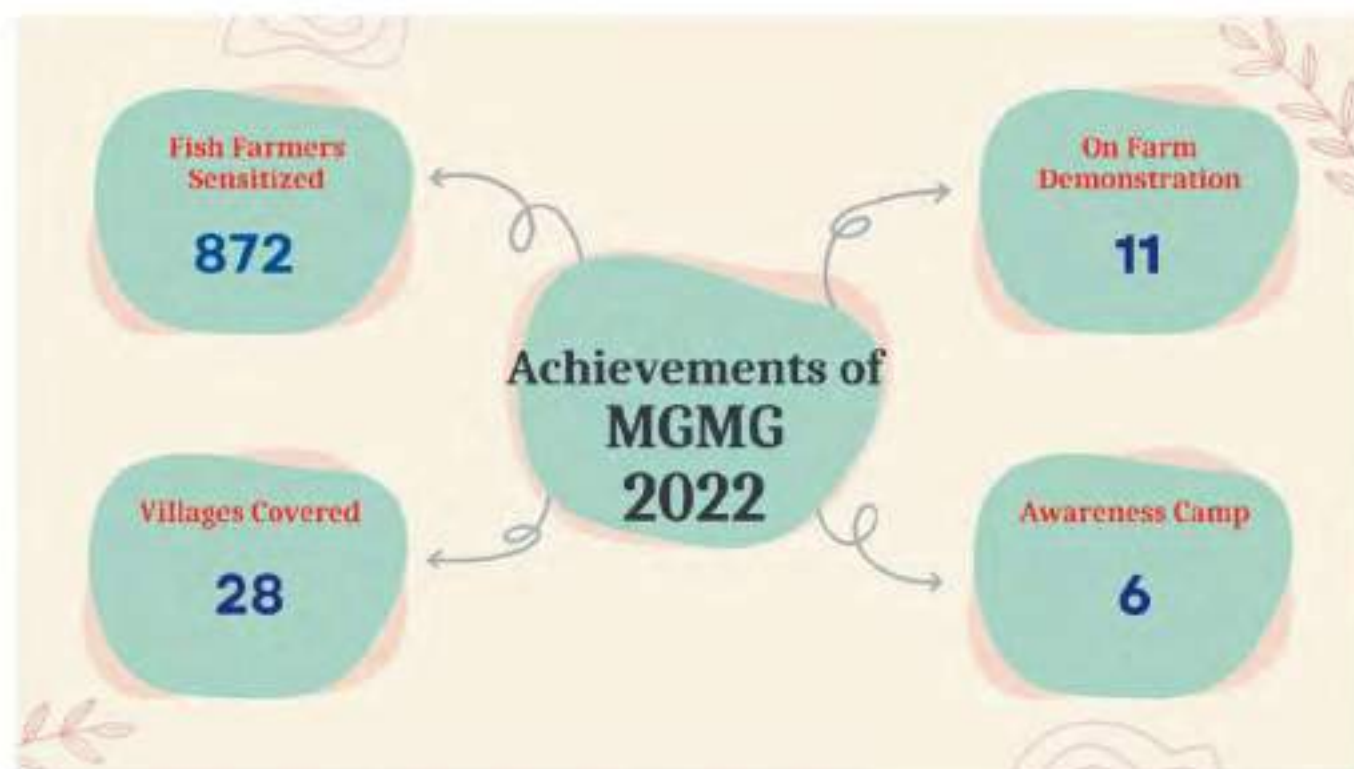 Fish Farmers
Sensitized
872
On Farm
Demonstration
11
Achievements of
MGMG
2022
Villages Covered
28
Awareness Camp
6